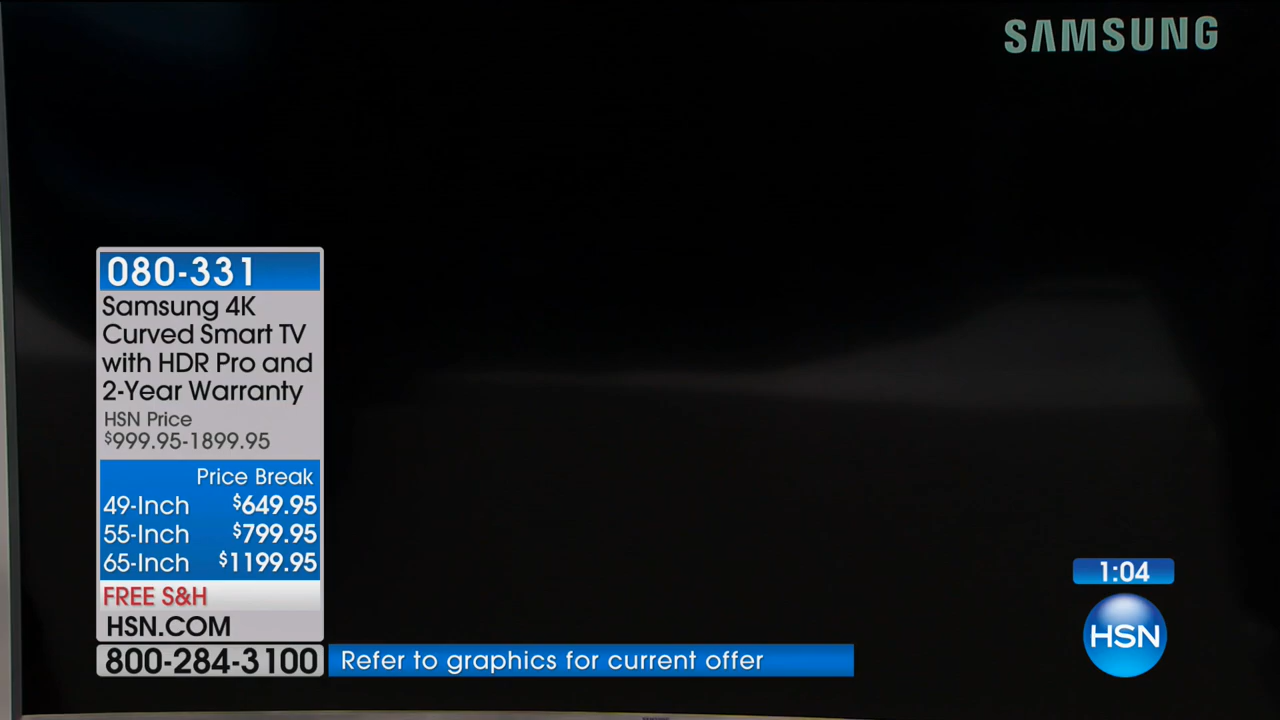 SAMSUNG
080-331
Samsung 4K
Curved Smart TV
with HDR Pro and
2-Year Warranty
HSN Price
$999.95-1899.95
Price Break
49-Inch $649.95
55-Inch $799.95
65-Inch $1199.95
FREE S&H
HSN.COM
800-284-3100
Refer to graphics for current offer
1:04
HSN